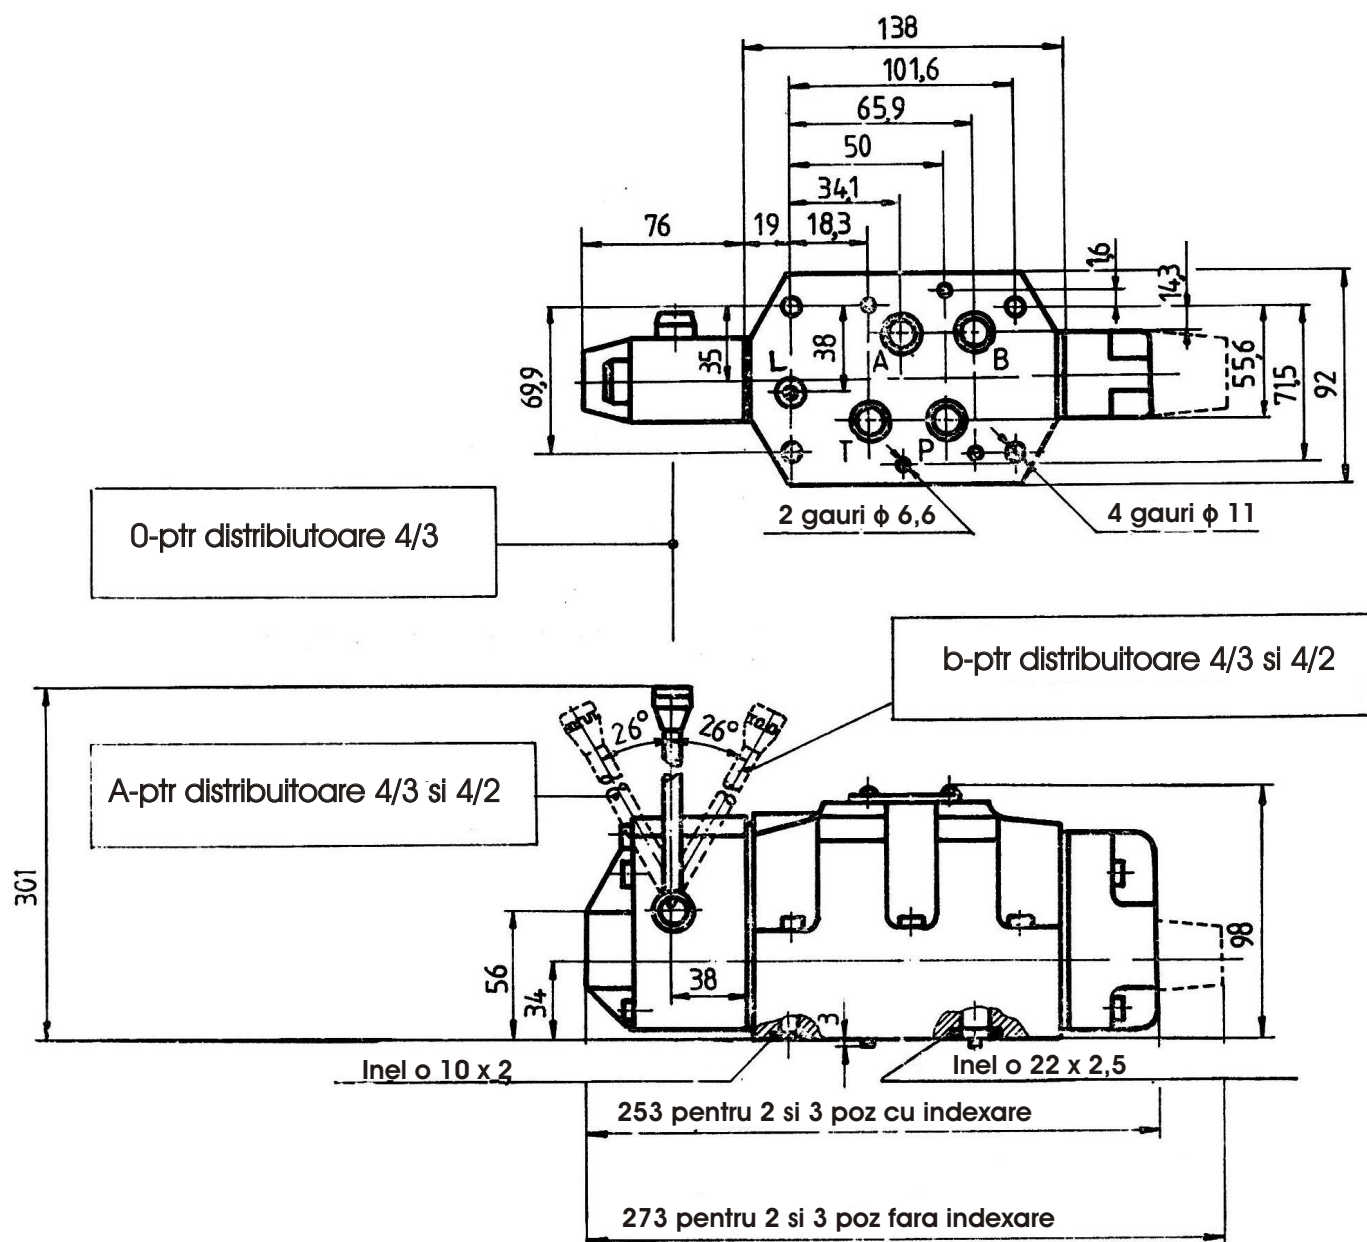 138
101,6
65,9
50
34,1
76
19
18,3
1,6
14,3
69,9
35
38
L
A
B
T
P
55,6
71,5
92
2 gauri ϕ 6,6
4 gauri ϕ 11
0-ptr distribiutoare 4/3
b-ptr distribuitoare 4/3 si 4/2
26°
26°
A-ptr distribuitoare 4/3 si 4/2
301
56
34
38
98
3
Inel o 10 x 2
Inel o 22 x 2,5
253 pentru 2 si 3 poz cu indexare
273 pentru 2 si 3 poz fara indexare